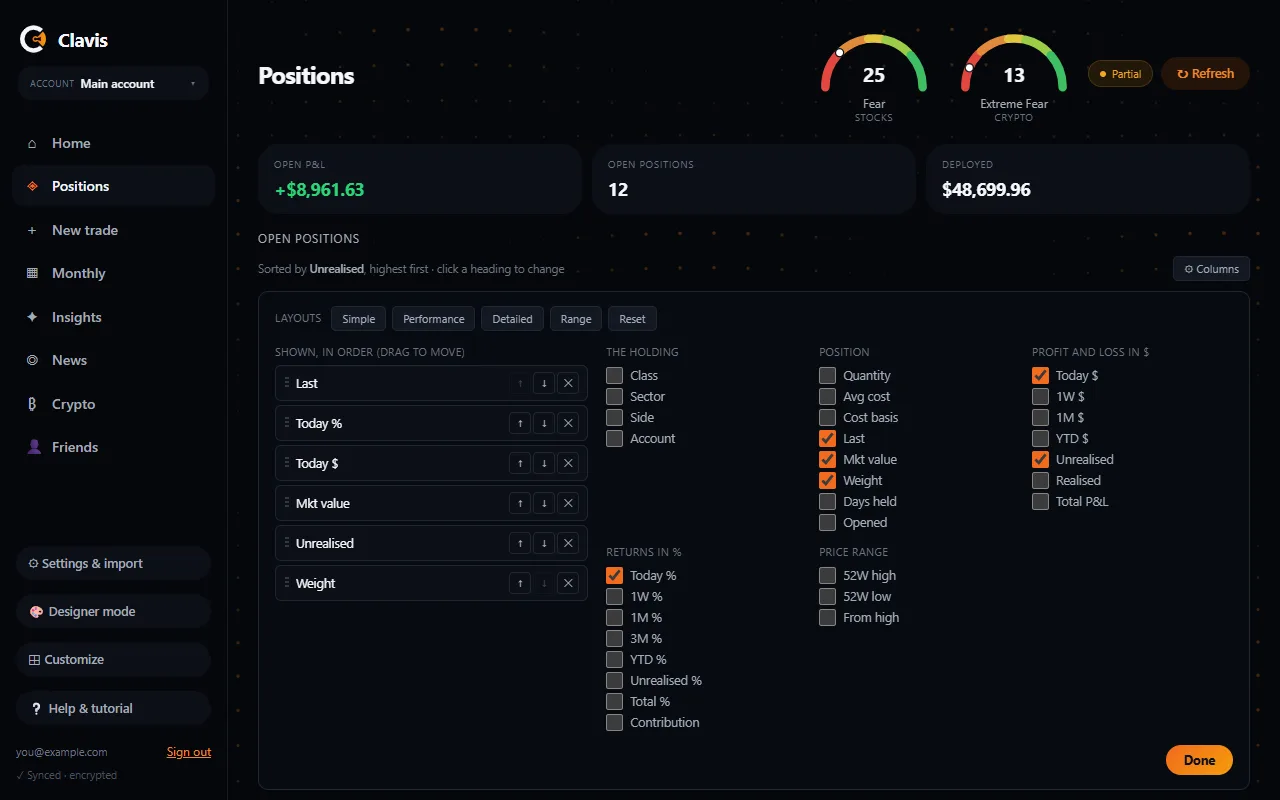 Clavis
ACCOUNT Main account
Home
Positions
New trade
Monthly
Insights
News
Crypto
Friends
Settings & import
Designer mode
Customize
Help & tutorial
you@example.com Sign out
✓ Synced · encrypted
Positions
25
Fear
STOCKS
13
Extreme Fear
CRYPTO
Partial
↻ Refresh
OPEN P&L
+$8,961.63
OPEN POSITIONS
12
DEPLOYED
$48,699.96
OPEN POSITIONS
Sorted by Unrealised, highest first · click a heading to change
Columns
LAYOUTS Simple Performance Detailed Range Reset
SHOWN, IN ORDER (DRAG TO MOVE)
Last
Today %
Today $
Mkt value
Unrealised
Weight
THE HOLDING
Class
Sector
Side
Account
POSITION
Quantity
Avg cost
Cost basis
Last
Mkt value
Weight
Days held
Opened
PROFIT AND LOSS IN $
Today $
1W $
1M $
YTD $
Unrealised
Realised
Total P&L
RETURNS IN %
Today %
1W %
1M %
3M %
YTD %
Unrealised %
Total %
Contribution
PRICE RANGE
52W high
52W low
From high
Done